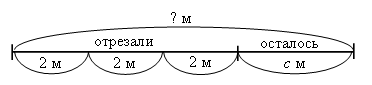 ? м
отрезали осталось
2 м 2 м 2 м с м